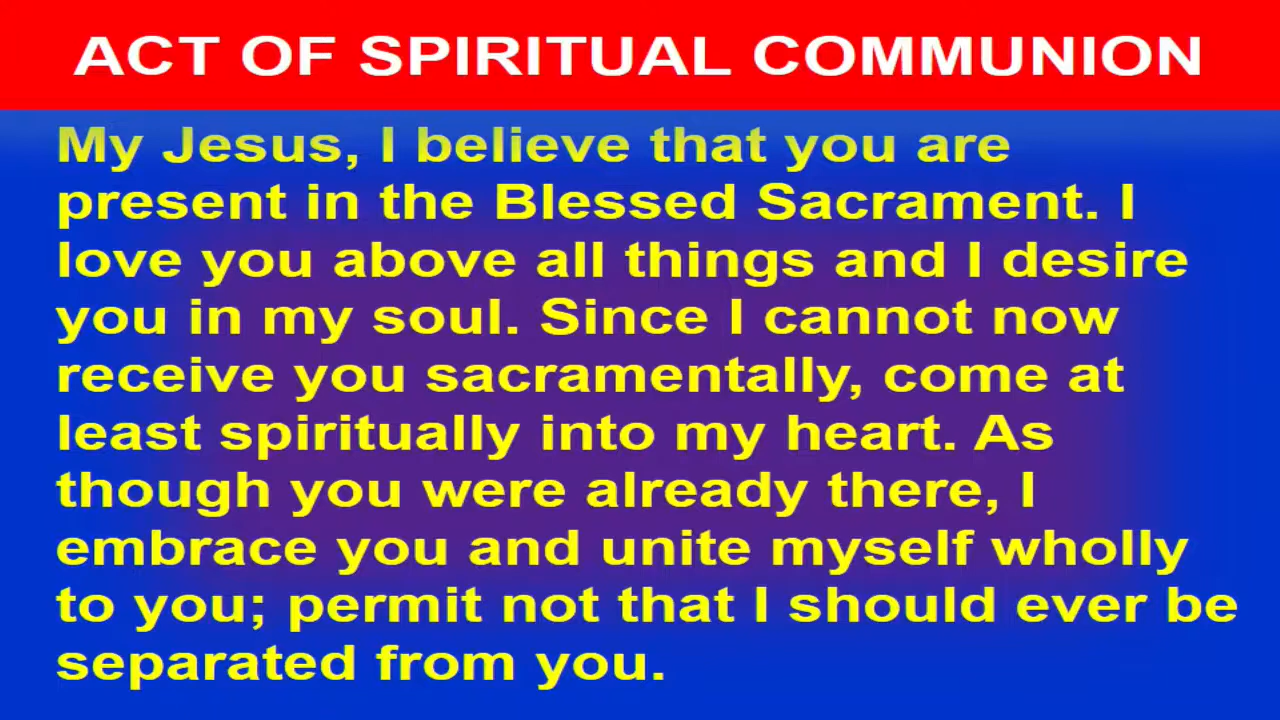 ACT OF SPIRITUAL COMMUNION
My Jesus, I believe that you are
present in the Blessed Sacrament. I
love you above all things and I desire
you in my soul. Since I cannot now
receive you sacramentally, come at
least spiritually into my heart. As
though you were already there, I
embrace you and unite myself wholly
to you; permit not that I should ever be
separated from you.